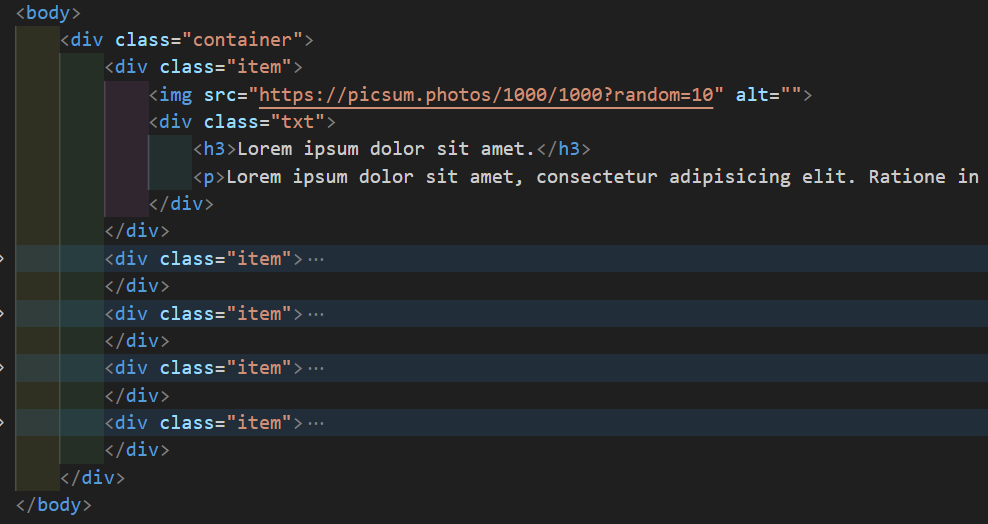 <body>
<div class="container">
<div class="item">
<img src="https://picsum.photos/1000/1000?random=10" alt="">
<div class="txt">
<h3>Lorem ipsum dolor sit amet.</h3>
<p>Lorem ipsum dolor sit amet, consectetur adipisicing elit. Ratione in
</div>
</div>
<div class="item">···
</div>
<div class="item">···
</div>
<div class="item">···
</div>
<div class="item">···
</div>
</div>
</body>